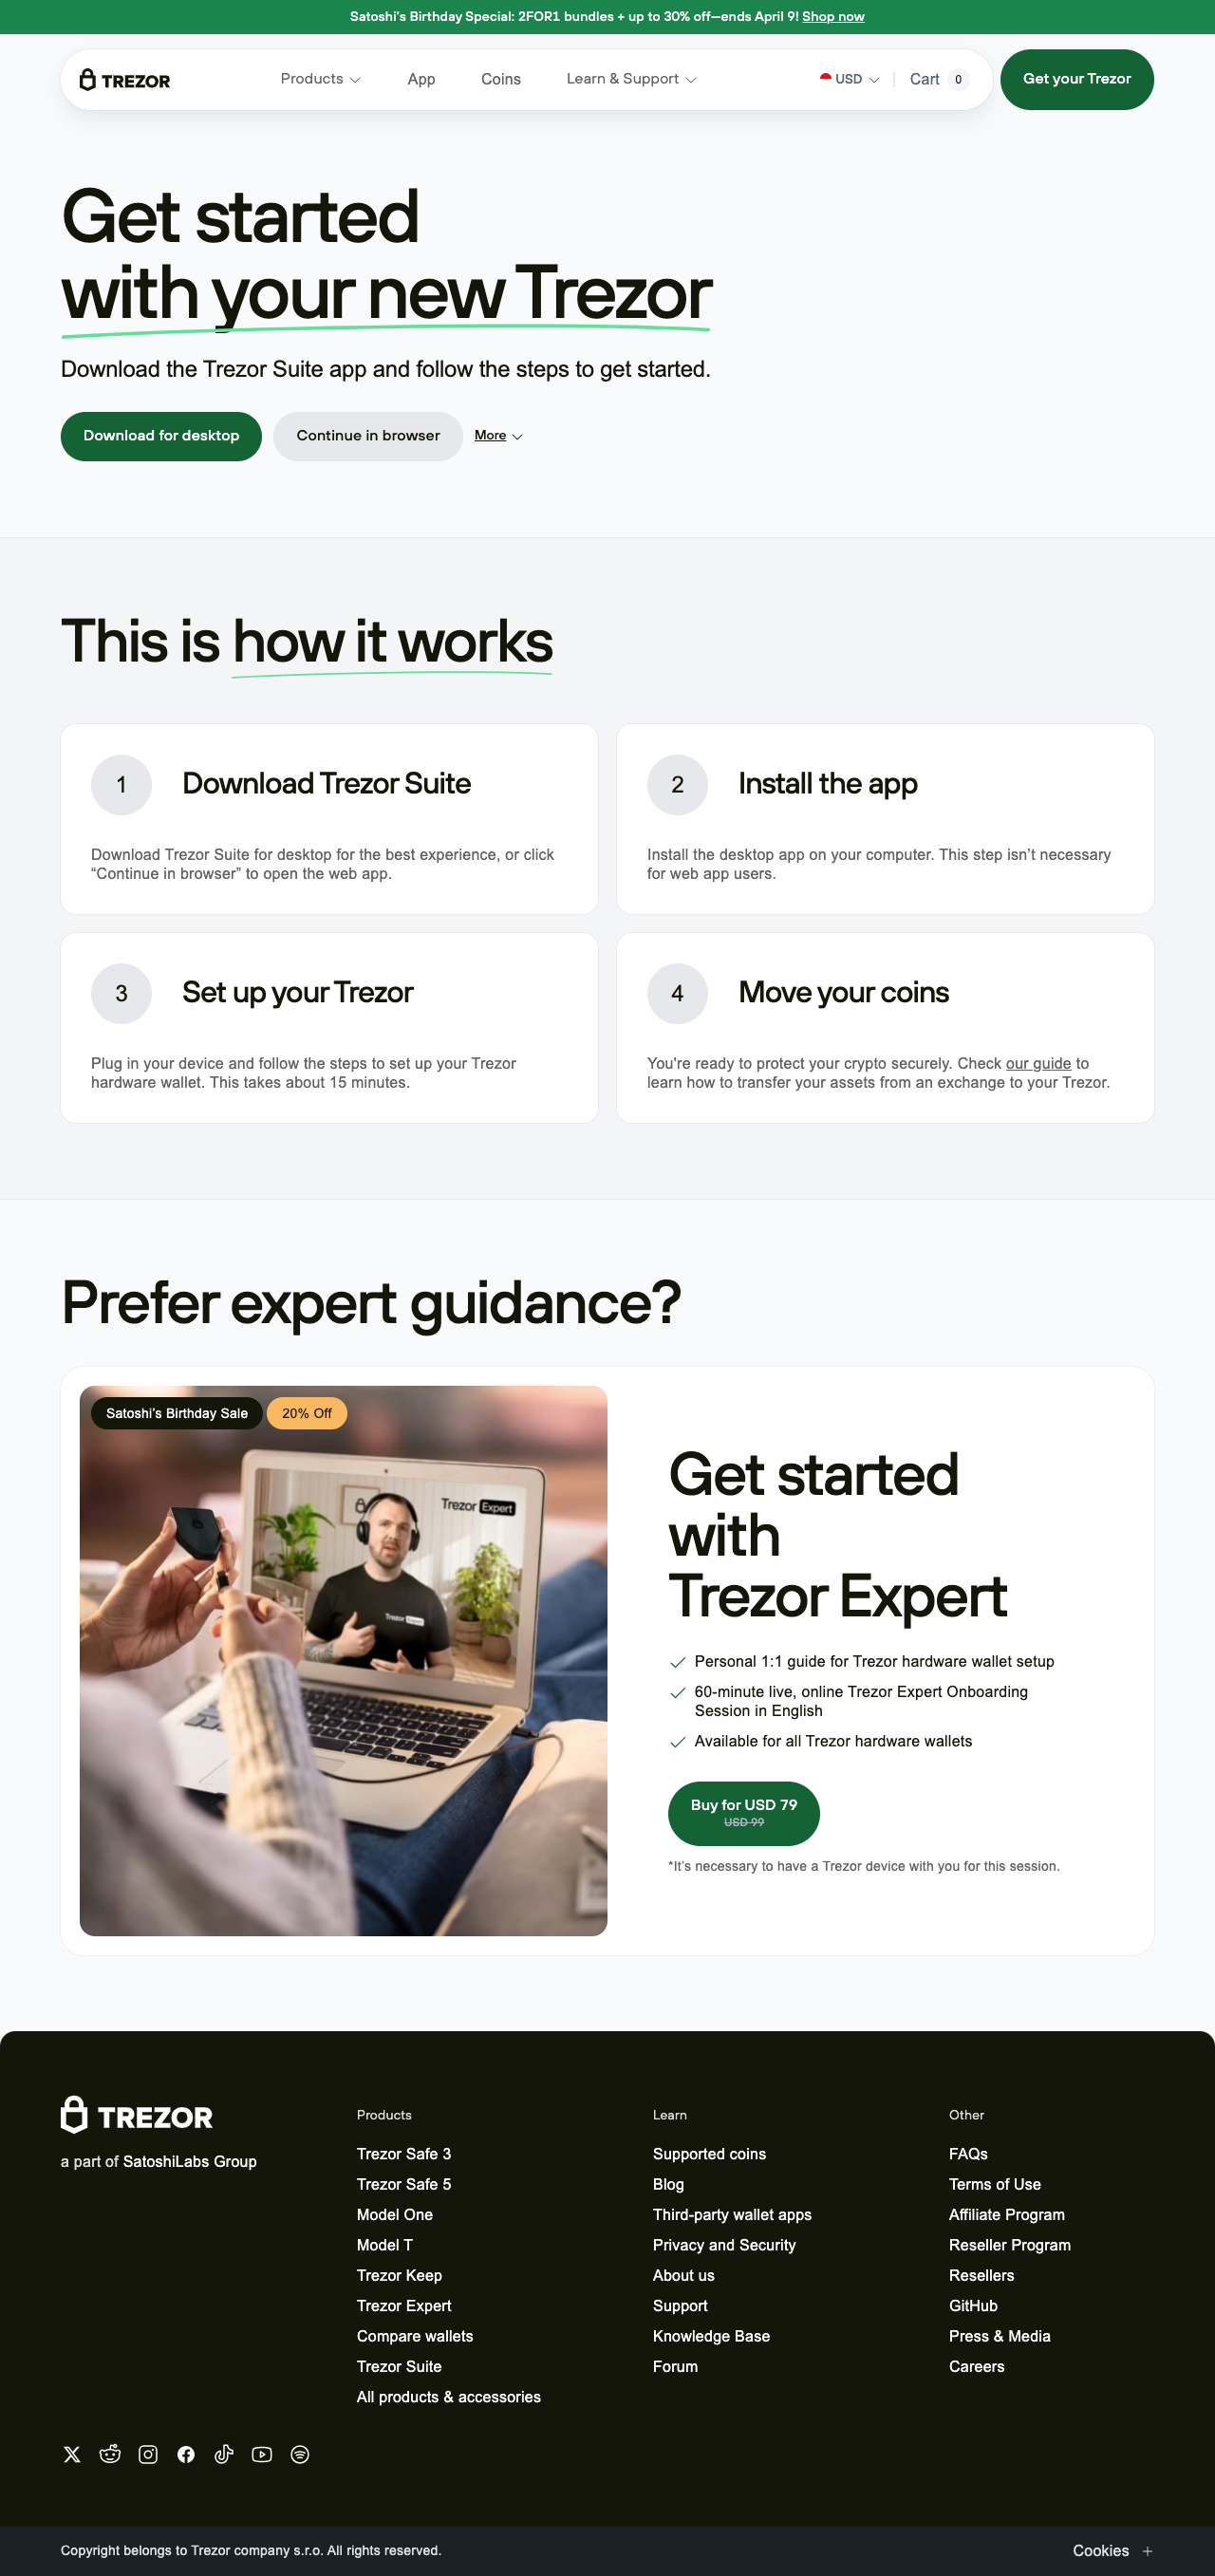 Satoshi's Birthday Special: 2FOR1 bundles + up to 30% off—ends April 9! Shop now
TREZOR
Products
App
Coins
Learn & Support
USD
Cart
0
Get your Trezor
Get started
with your new Trezor
Download the Trezor Suite app and follow the steps to get started.
Download for desktop
Continue in browser
More
This is how it works
1
Download Trezor Suite
Download Trezor Suite for desktop for the best experience, or click
“Continue in browser” to open the web app.
2
Install the app
Install the desktop app on your computer. This step isn’t necessary
for web app users.
3
Set up your Trezor
Plug in your device and follow the steps to set up your Trezor
hardware wallet. This takes about 15 minutes.
4
Move your coins
You're ready to protect your crypto securely. Check our guide to
learn how to transfer your assets from an exchange to your Trezor.
Prefer expert guidance?
Satoshi’s Birthday Sale
20% Off
Trezor Expert
Trezor Expert
Get started
with
Trezor Expert
Personal 1:1 guide for Trezor hardware wallet setup
60-minute live, online Trezor Expert Onboarding
Session in English
Available for all Trezor hardware wallets
Buy for USD 79
USD 99
*It’s necessary to have a Trezor device with you for this session.
TREZOR
a part of SatoshiLabs Group
Products
Trezor Safe 3
Trezor Safe 5
Model One
Model T
Trezor Keep
Trezor Expert
Compare wallets
Trezor Suite
All products & accessories
Learn
Supported coins
Blog
Third-party wallet apps
Privacy and Security
About us
Support
Knowledge Base
Forum
Other
FAQs
Terms of Use
Affiliate Program
Reseller Program
Resellers
GitHub
Press & Media
Careers
Copyright belongs to Trezor company s.r.o. All rights reserved.
Cookies +